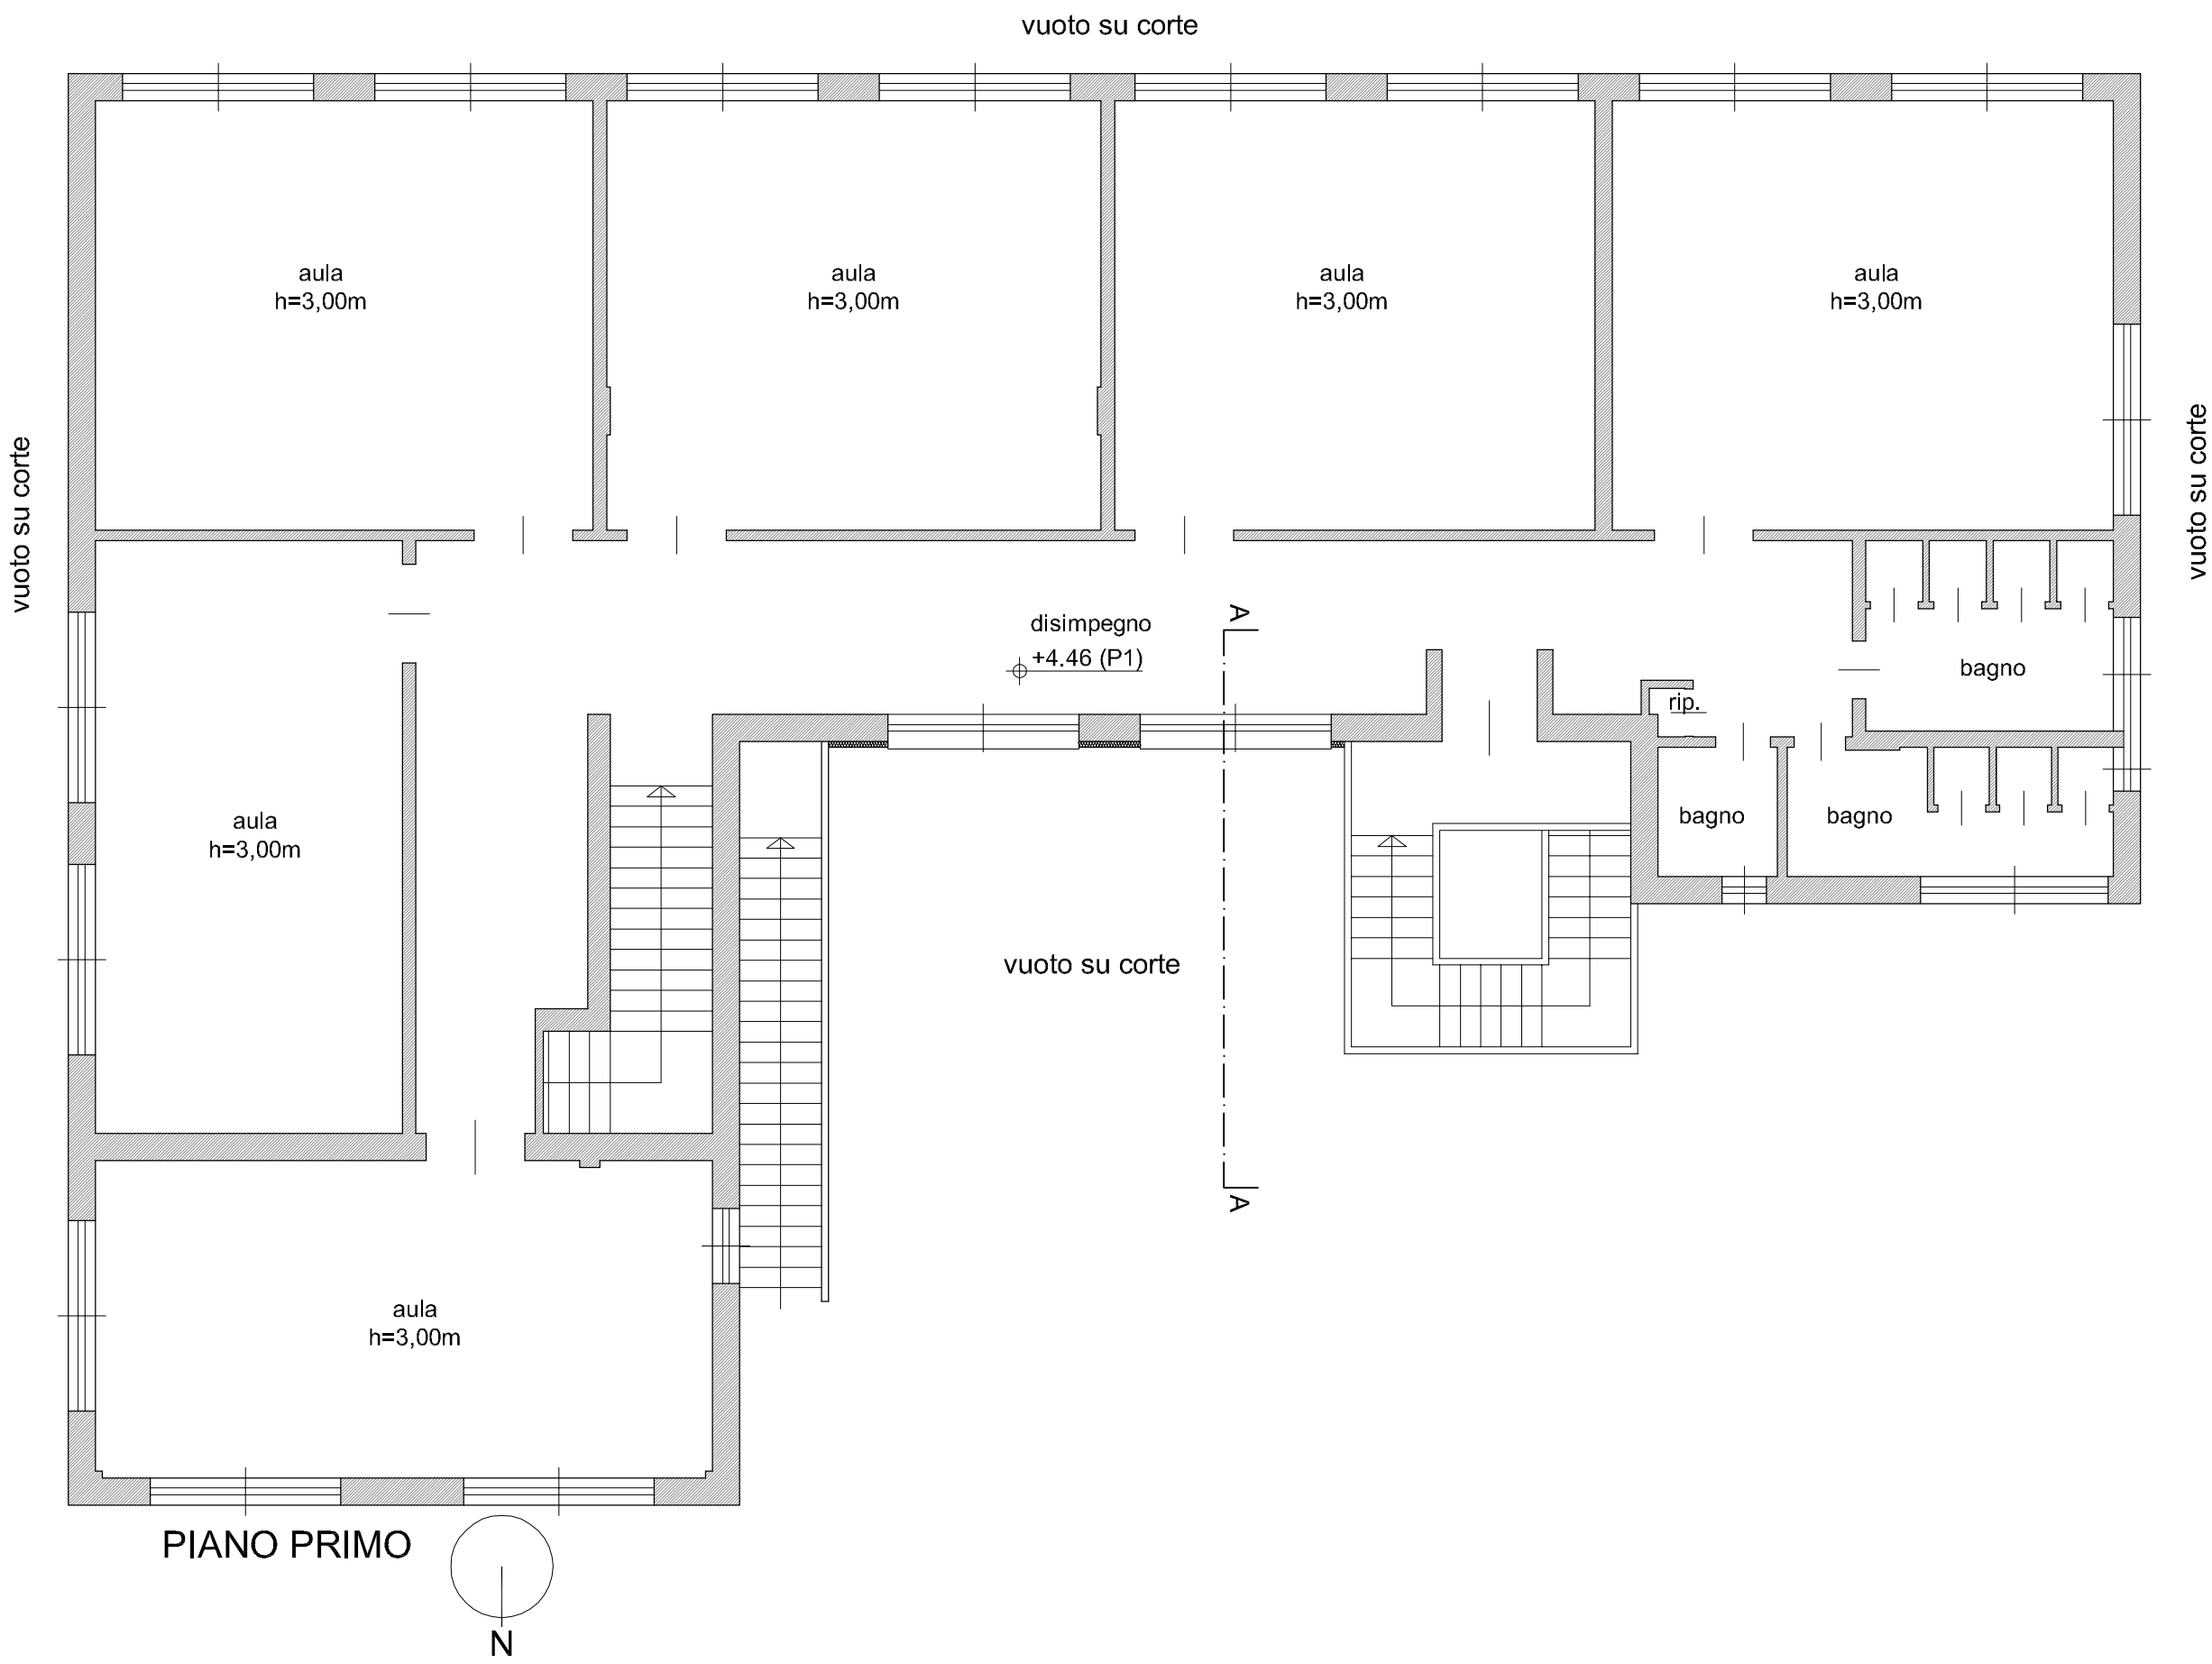 vuoto su corte
aula
h=3,00m
aula
h=3,00m
aula
h=3,00m
aula
h=3,00m
vuoto su corte
vuoto su corte
disimpegno
+4.46 (P1)
A
bagno
rip.
aula
h=3,00m
bagno
bagno
vuoto su corte
A
aula
h=3,00m
PIANO PRIMO
N